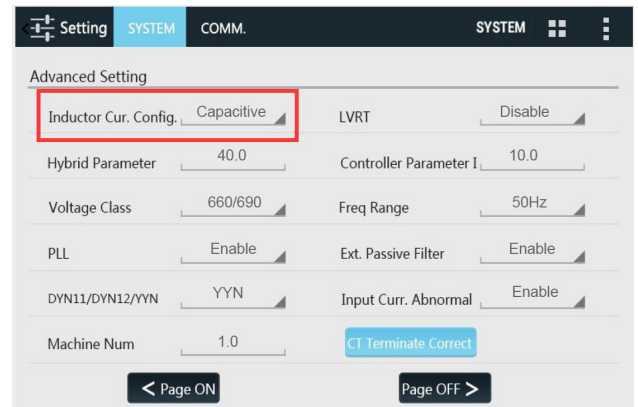 Setting SYSTEM COMM. SYSTEM
Advanced Setting
Inductor Cur. Config. Capacitive LVRT Disable
Hybrid Parameter 40.0 Controller Parameter I 10.0
Voltage Class 660/690 Freq Range 50Hz
PLL Enable Ext. Passive Filter Enable
DYN11/DYN12/YYN YYN Input Curr. Abnormal Enable
Machine Num 1.0 CT Terminate Correct
< Page ON Page OFF >